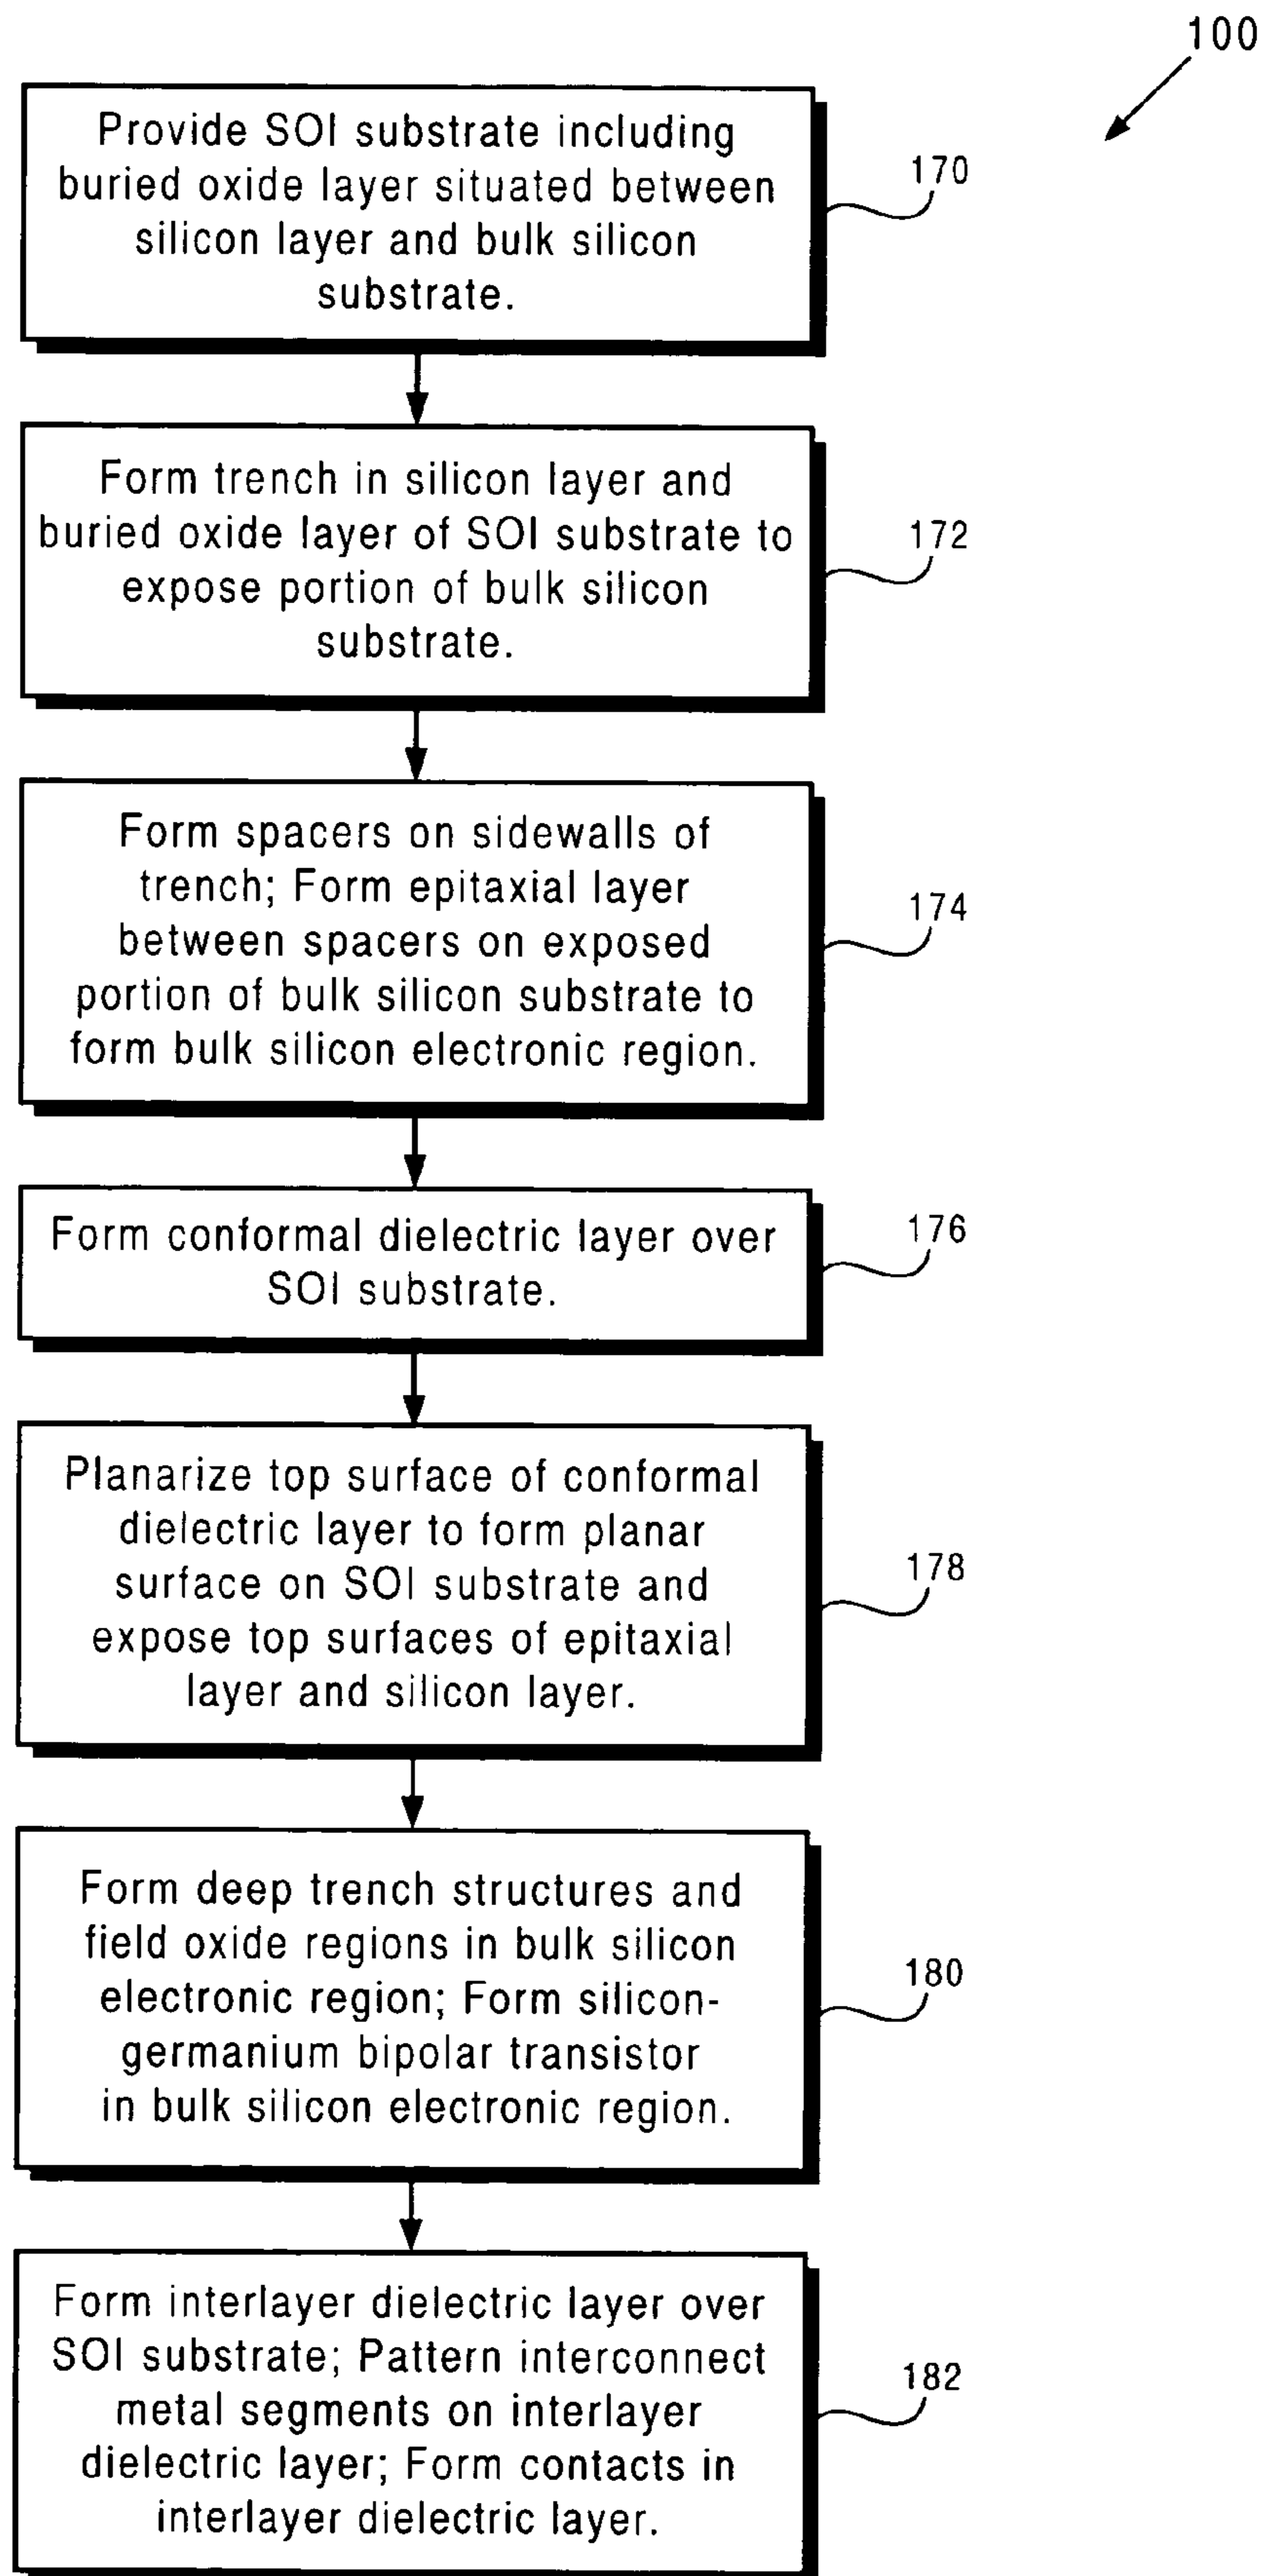 100
Provide SOI substrate including
buried oxide layer situated between
silicon layer and bulk silicon
substrate.
170
Form trench in silicon layer and
buried oxide layer of SOI substrate to
expose portion of bulk silicon
substrate.
172
Form spacers on sidewalls of
trench; Form epitaxial layer
between spacers on exposed
portion of bulk silicon substrate to
form bulk silicon electronic region.
174
Form conformal dielectric layer over
SOI substrate.
176
Planarize top surface of conformal
dielectric layer to form planar
surface on SOI substrate and
expose top surfaces of epitaxial
layer and silicon layer.
178
Form deep trench structures and
field oxide regions in bulk silicon
electronic region; Form silicon-
germanium bipolar transistor
in bulk silicon electronic region.
180
Form interlayer dielectric layer over
SOI substrate; Pattern interconnect
metal segments on interlayer
dielectric layer; Form contacts in
interlayer dielectric layer.
182